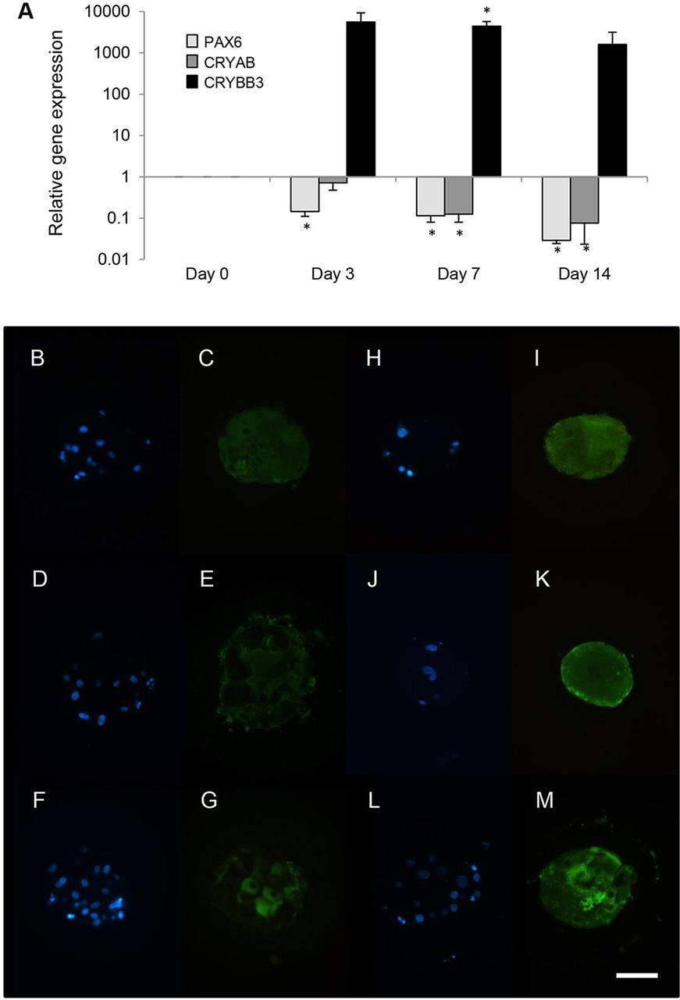 A
Relative gene expression
10000
1000
100
10
1
0.1
0.01
PAX6
CRYAB
CRYBB3
*
*
*
*
*
*
Day 0
Day 3
Day 7
Day 14
B
C
H
I
D
E
J
K
F
G
L
M